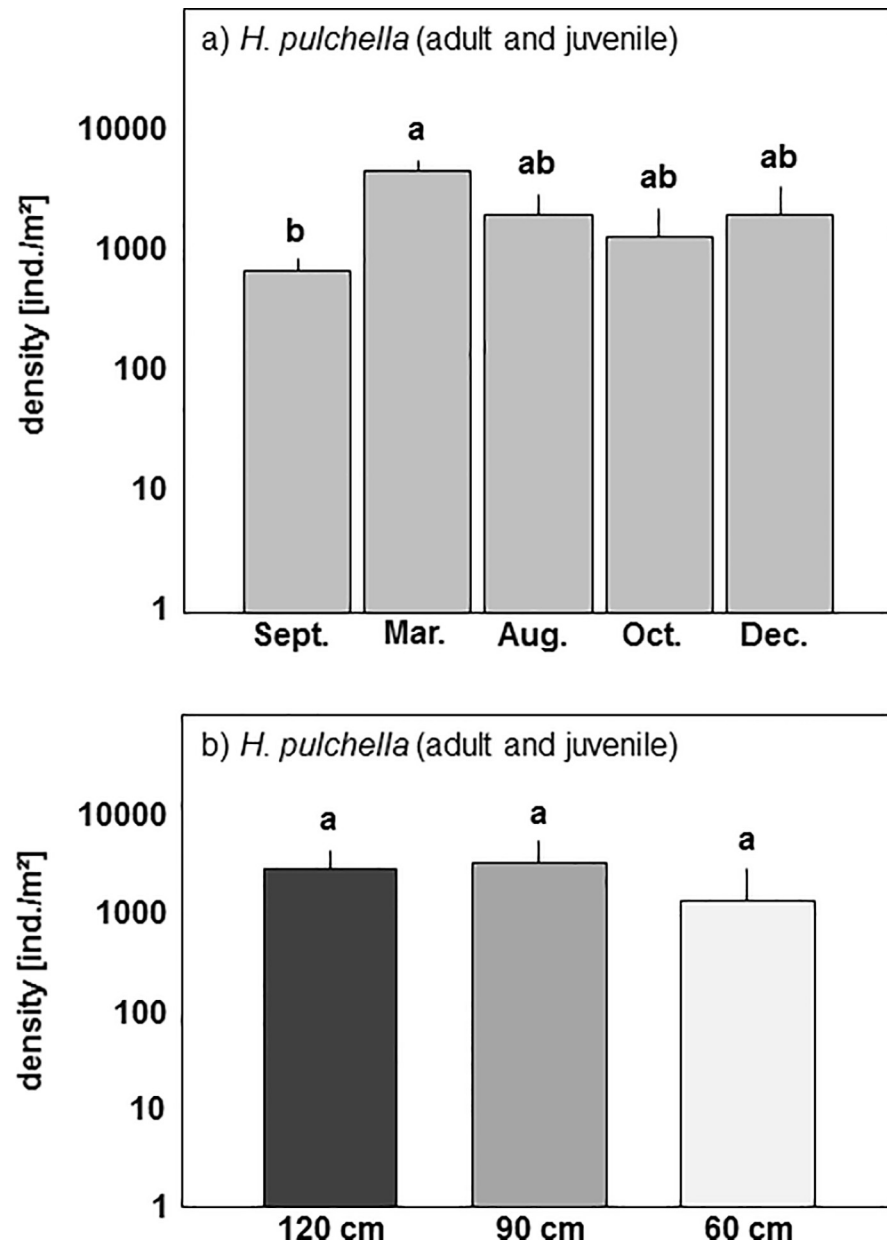 a) H. pulchella (adult and juvenile)
density [ind./m²]
10000
1000
100
10
1
b
a
ab
ab
ab
Sept. Mar. Aug. Oct. Dec.
b) H. pulchella (adult and juvenile)
density [ind./m²]
10000
1000
100
10
1
a
a
a
120 cm 90 cm 60 cm